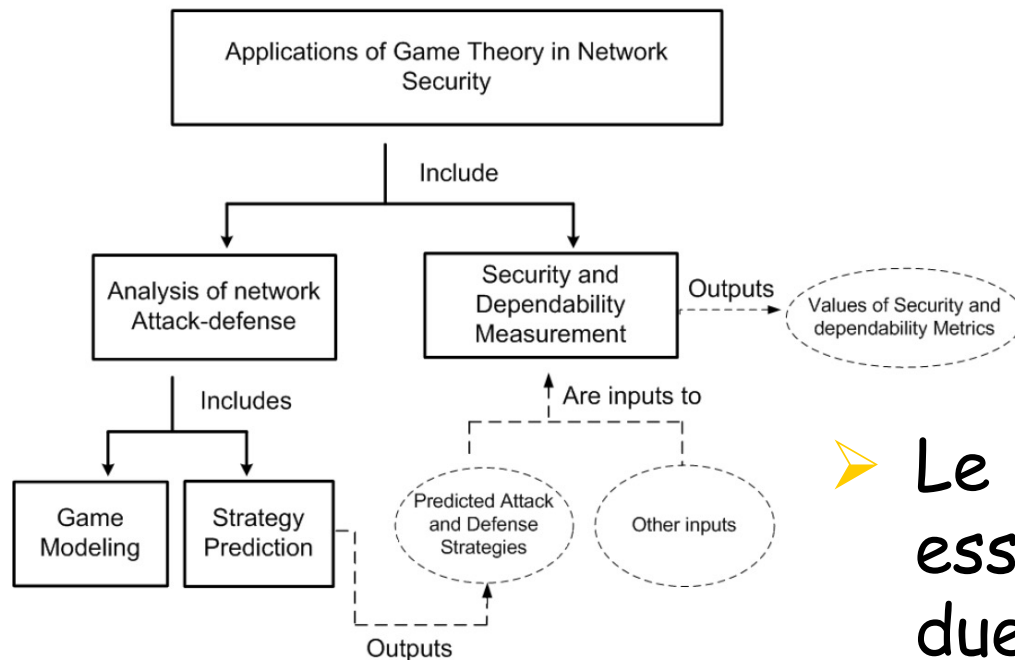 Applications of Game Theory in Network
Security
Include
Analysis of network
Attack-defense
Security and
Dependability
Measurement
Outputs
Values of Security and
dependability Metrics
Includes
Are inputs to
Game
Modeling
Strategy
Prediction
Predicted Attack
and Defense
Strategies
Other inputs
Outputs
Le
ess
due